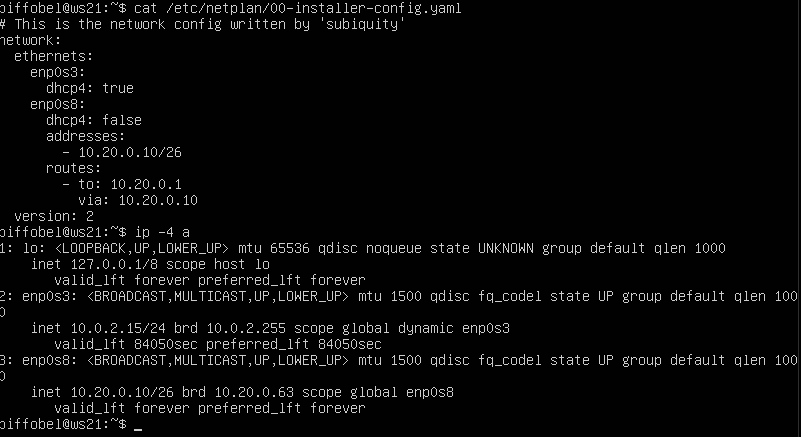 piffobel@ws21:~$ cat /etc/netplan/00-installer-config.yaml
# This is the network config written by 'subiquity'
network:
  ethernets:
    enp0s3:
      dhcp4: true
    enp0s8:
      dhcp4: false
      addresses:
        - 10.20.0.10/26
      routes:
        - to: 10.20.0.1
          via: 10.20.0.10
  version: 2
piffobel@ws21:~$ ip -4 a
1: lo: <LOOPBACK,UP,LOWER_UP> mtu 65536 qdisc noqueue state UNKNOWN group default qlen 1000
    inet 127.0.0.1/8 scope host lo
       valid_lft forever preferred_lft forever
2: enp0s3: <BROADCAST,MULTICAST,UP,LOWER_UP> mtu 1500 qdisc fq_codel state UP group default qlen 100
0
    inet 10.0.2.15/24 brd 10.0.2.255 scope global dynamic enp0s3
       valid_lft 84050sec preferred_lft 84050sec
3: enp0s8: <BROADCAST,MULTICAST,UP,LOWER_UP> mtu 1500 qdisc fq_codel state UP group default qlen 100
0
    inet 10.20.0.10/26 brd 10.20.0.63 scope global enp0s8
       valid_lft forever preferred_lft forever
piffobel@ws21:~$ _